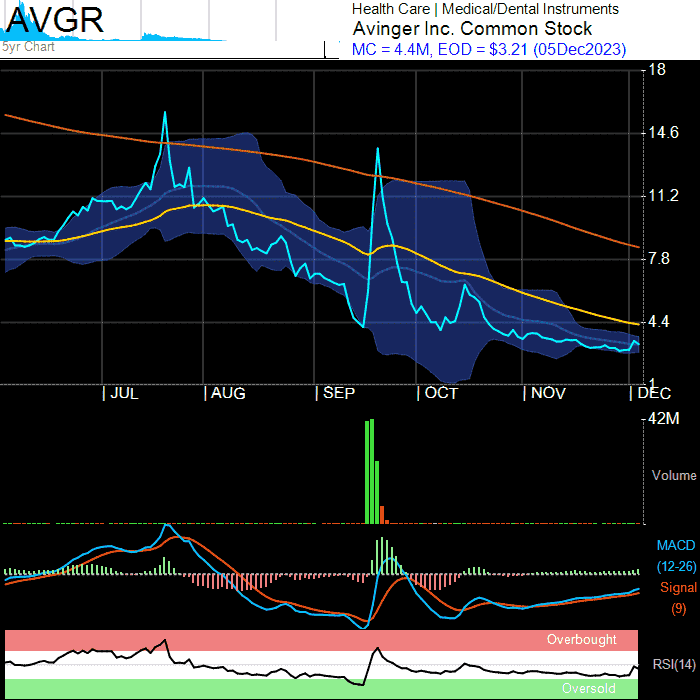 AVGR
5yr Chart
Health Care | Medical/Dental Instruments
Avinger Inc. Common Stock
MC = 4.4M, EOD = $3.21 (05Dec2023)
18
14.6
11.2
7.8
4.4
1
JUL
AUG
SEP
OCT
NOV
DEC
42M
Volume
MACD
(12-26)
Signal
(9)
Overbought
RSI(14)
Oversold